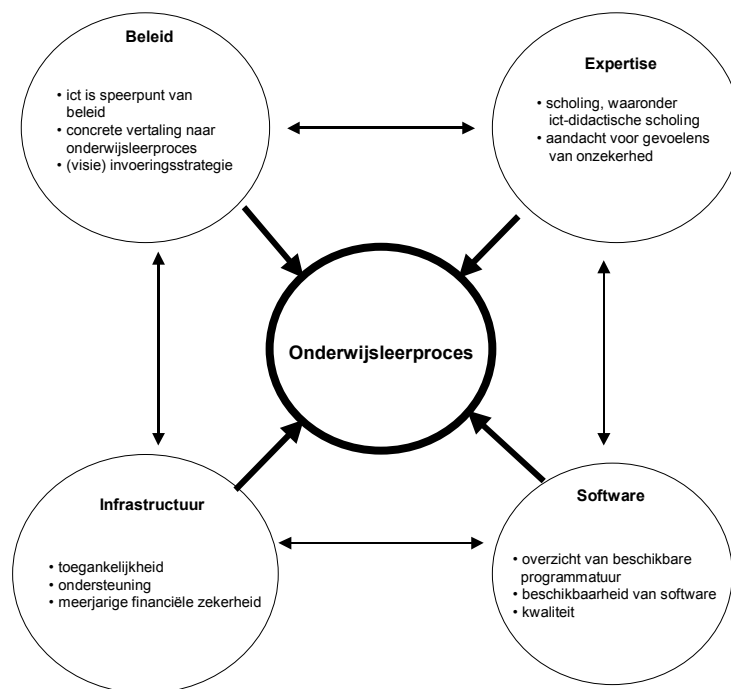 Beleid
• ict is speerpunt van
beleid
• concrete vertaling naar
onderwijsleerproces
• (visie) invoeringsstrategie
Expertise
• scholing, waaronder
ict-didactische scholing
• aandacht voor gevoelens
van onzekerhed
Onderwijsleerproces
Infrastructuur
• toegankelijkheid
• ondersteuning
• meerjarige financiële zekerheid
Software
• overzicht van beschikbare
programmatuur
• beschikbaarheid van software
• kwaliteit